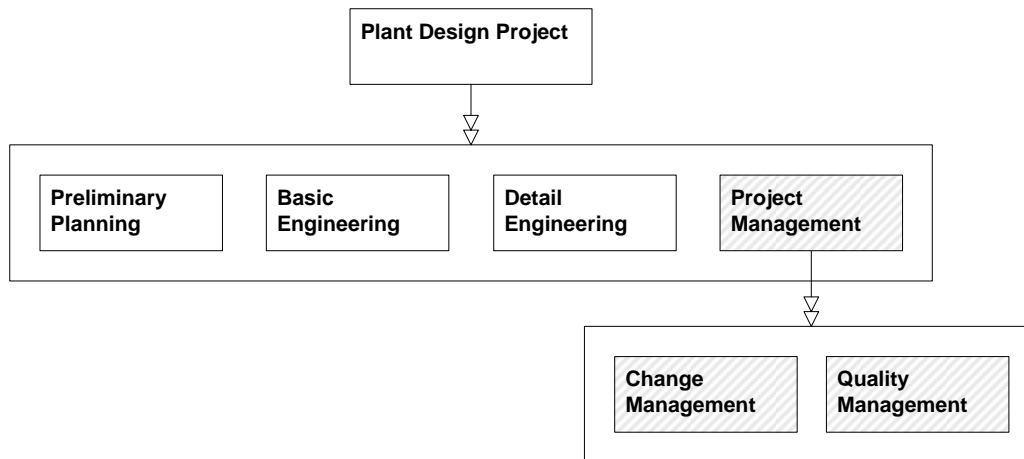 Plant Design Project
Preliminary
Planning
Basic
Engineering
Detail
Engineering
Project
Management
Change
Management
Quality
Management